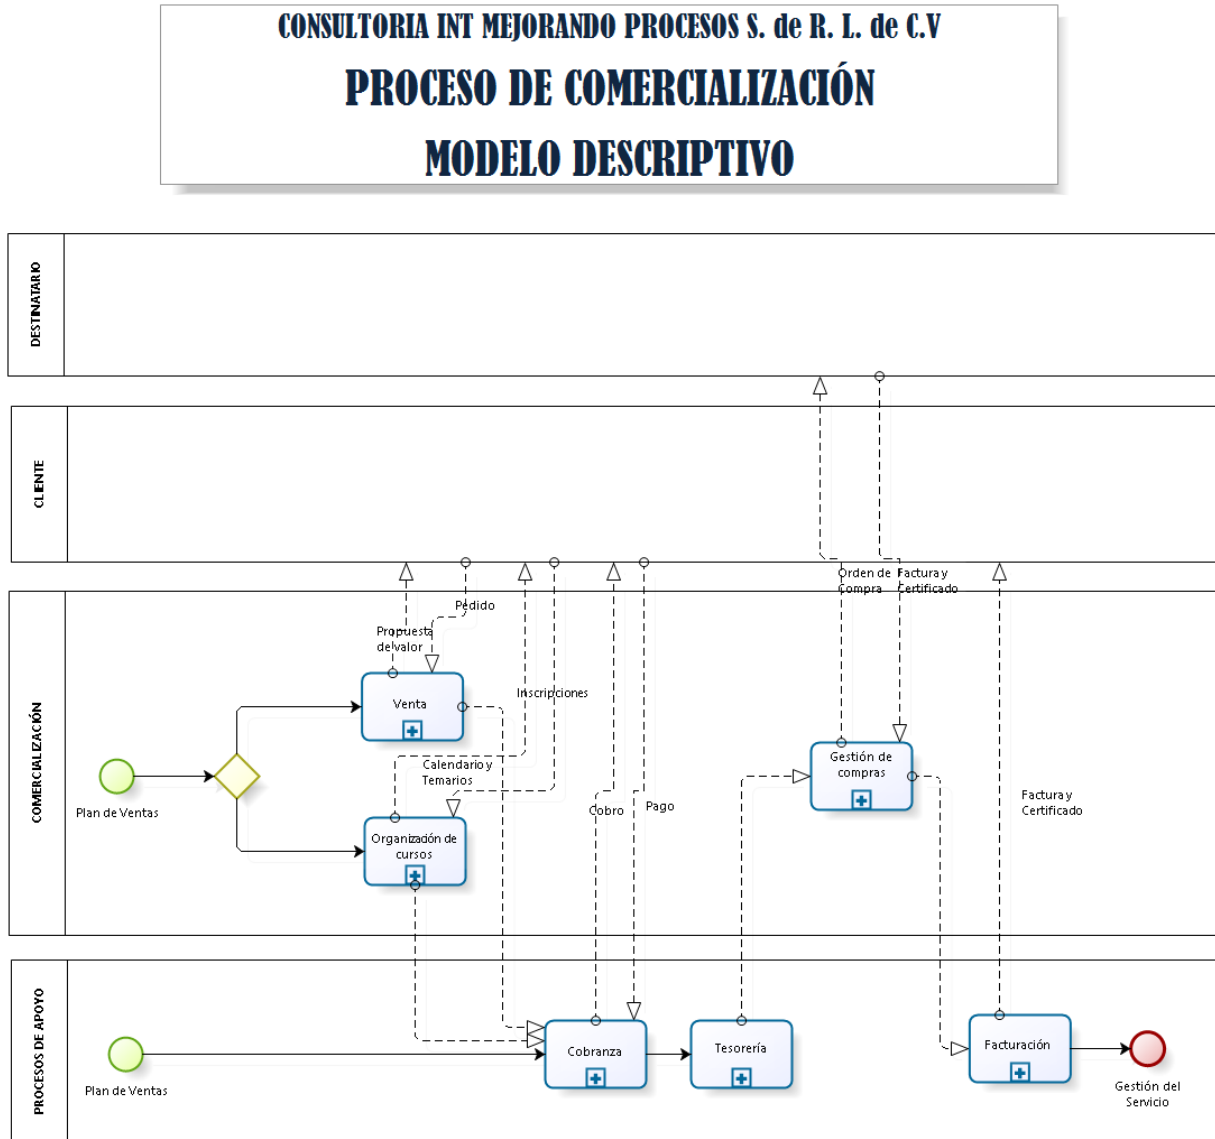 CONSULTORIA INT MEJORANDO PROCESOS S. de R. L. de C.V
PROCESO DE COMERCIALIZACIÓN
MODELO DESCRIPTIVO
DESTINATARIO
CLIENTE
Orden de
Compra
Factura y
Certificado
COMERCIALIZACIÓN
Pedido
Propuesta
de valor
Venta
Inscripciones
Calendario y
Temarios
Gestión de
compras
Plan de Ventas
Organización de
cursos
Cobro
Pago
Factura y
Certificado
PROCESOS DE APOYO
Plan de Ventas
Cobranza
Tesorería
Facturación
Gestión del
Servicio